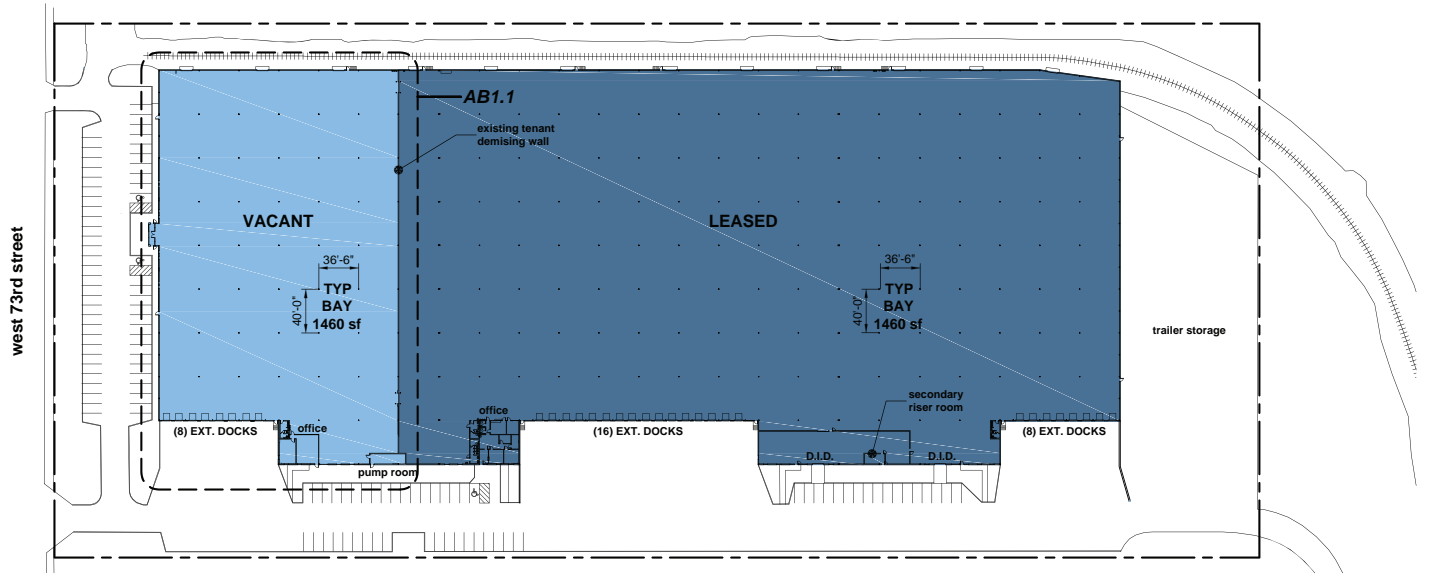 AB1.1
existing tenant
demising wall
VACANT
LEASED
west 73rd street
36'-6"
40'-0"
TYP
BAY
1460 sf
36'-6"
40'-0"
TYP
BAY
1460 sf
trailer storage
secondary
riser room
office
(8) EXT. DOCKS
office
(16) EXT. DOCKS
(8) EXT. DOCKS
D.I.D.
D.I.D.
pump room